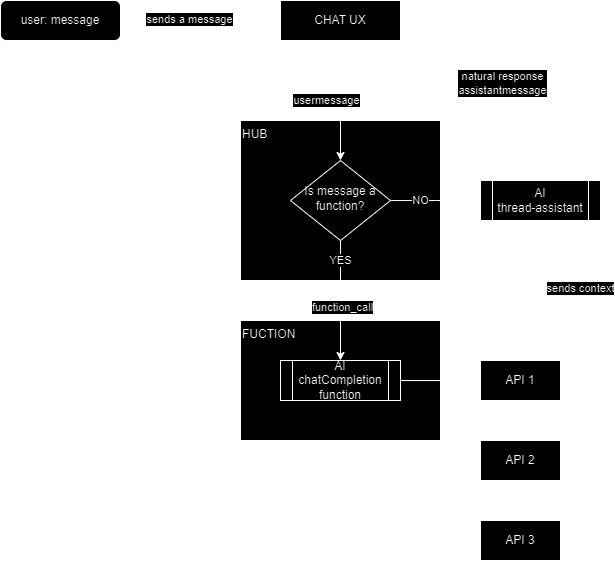 user: message
sends a message
CHAT UX
natural response
assistantmessage
usermessage
HUB
Is message a
function?
NO
AI
thread-assistant
YES
sends context
function_call
FUCTION
AI
chatCompletion
function
API 1
API 2
API 3